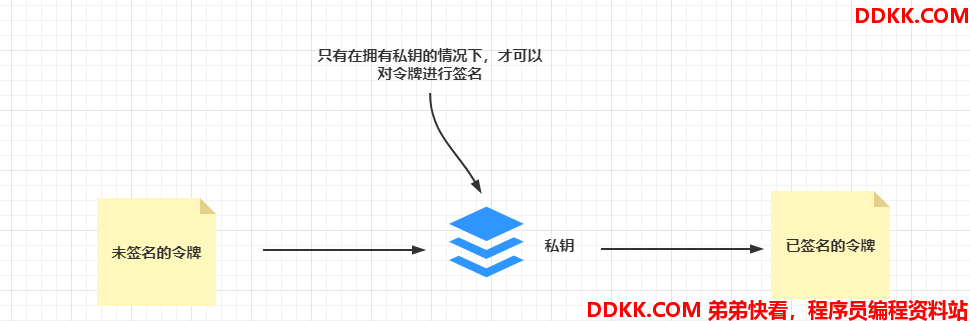 DDKK.COM
只有在拥有私钥的情况下，才可以
对令牌进行签名
未签名的令牌
私钥
已签名的令牌
DDKK.COM 弟弟快看，程序员编程资料站